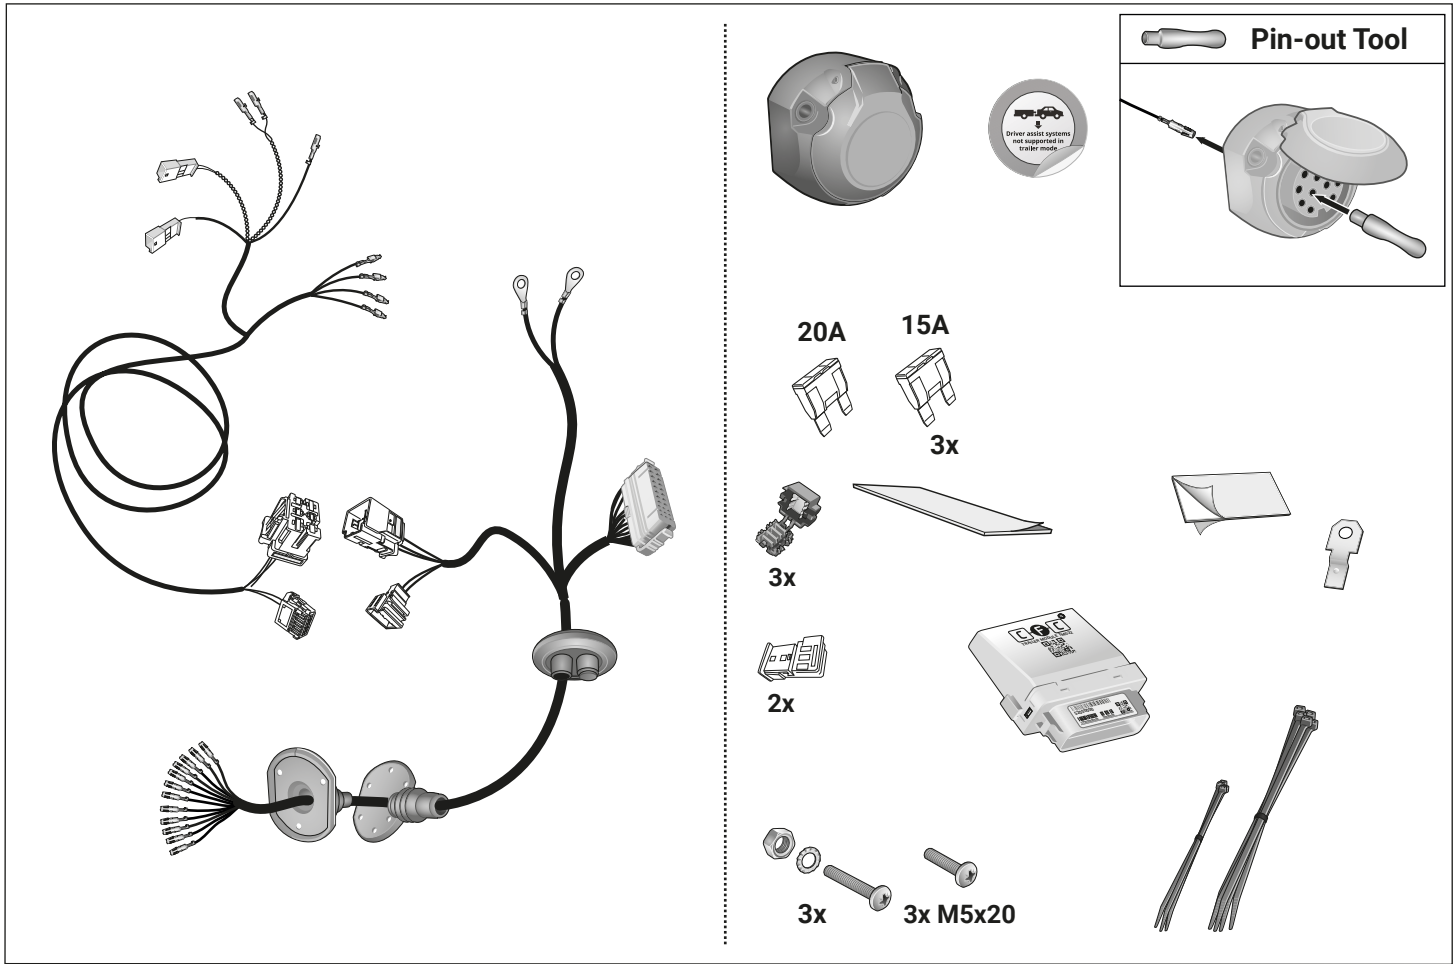 Pin-out Tool
Driver assist systems
not supported in
trailer mode
20A
15A
3x
3x
2x
C F C
3x
3x M5x20